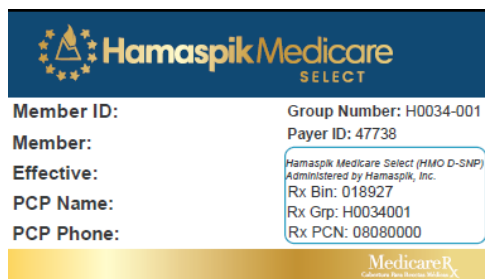 Hamaspik Medicare
SELECT
Member ID:
Member:
Effective:
PCP Name:
PCP Phone:
Group Number: H0034-001
Payer ID: 47738
Hamaspik Medicare Select (HMO D-SNP)
Administered by Hamaspik, Inc.
Rx Bin: 018927
Rx Grp: H0034001
Rx PCN: 08080000
MedicareRx